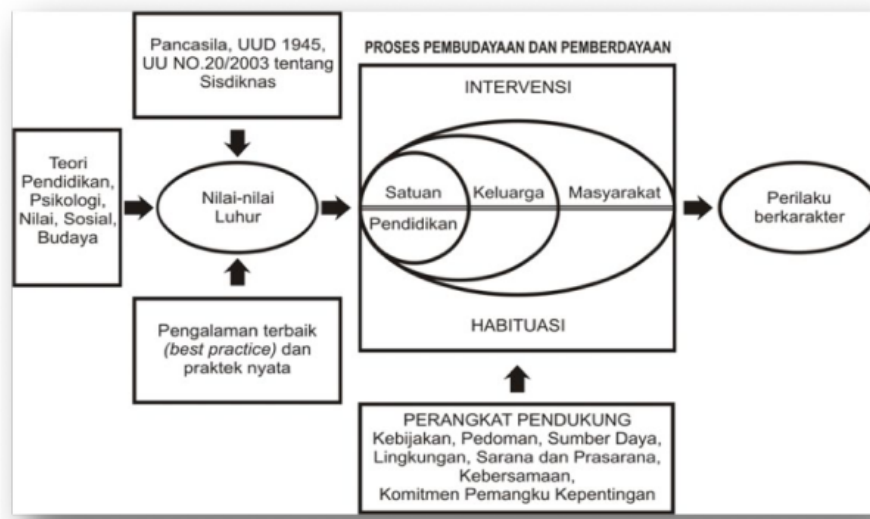 Pancasila, UUD 1945,
UU NO.20/2003 tentang
Sisdiknas
PROSES PEMBUDAYAAN DAN PEMBERDAYAAN
INTERVENSI
Teori
Pendidikan,
Psikologi,
Nilai, Sosial,
Budaya
Nilai-nilai
Luhur
Satuan
Pendidikan
Keluarga
Masyarakat
Perilaku
berkarakter
HABITUASI
Pengalaman terbaik
(best practice) dan
praktek nyata
PERANGKAT PENDUKUNG
Kebijakan, Pedoman, Sumber Daya,
Lingkungan, Sarana dan Prasarana,
Kebersamaan,
Komitmen Pemangku Kepentingan